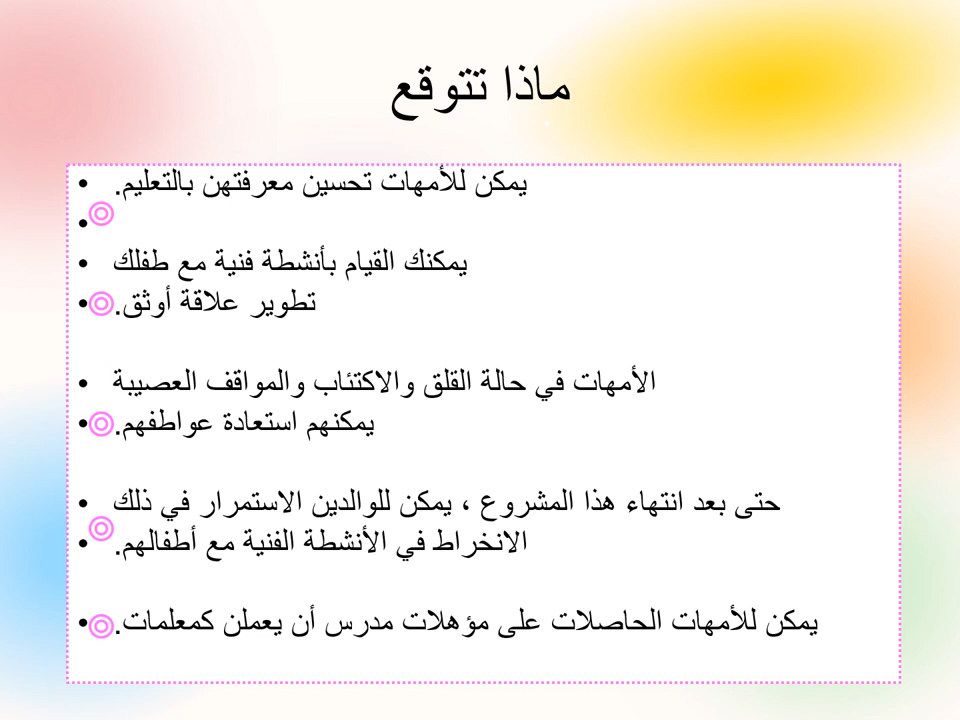 ماذا تتوقع
• يمكن للأمهات تحسين معرفتهن بالتعليم.
•
• يمكنك القيام بأنشطة فنية مع طفلك
• تطوير علاقة أوثق.
• الأمهات في حالة القلق والاكتئاب والمواقف العصيبة
• يمكنهم استعادة عواطفهم.
• حتى بعد انتهاء هذا المشروع ، يمكن للوالدين الاستمرار في ذلك
• الانخراط في الأنشطة الفنية مع أطفالهم.
• يمكن للأمهات الحاصلات على مؤهلات مدرس أن يعملن كمعلمات.